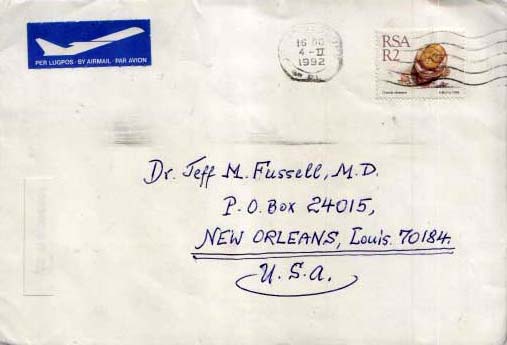 PER LUGPOS · BY AIRMAIL · PAR AVION
16 00
4-II
1992
RSA
R2
Dr. Jeff M. Fussell, M.D.
P.O. Box 24015,
NEW ORLEANS, Louis. 70184.
U.S.A.